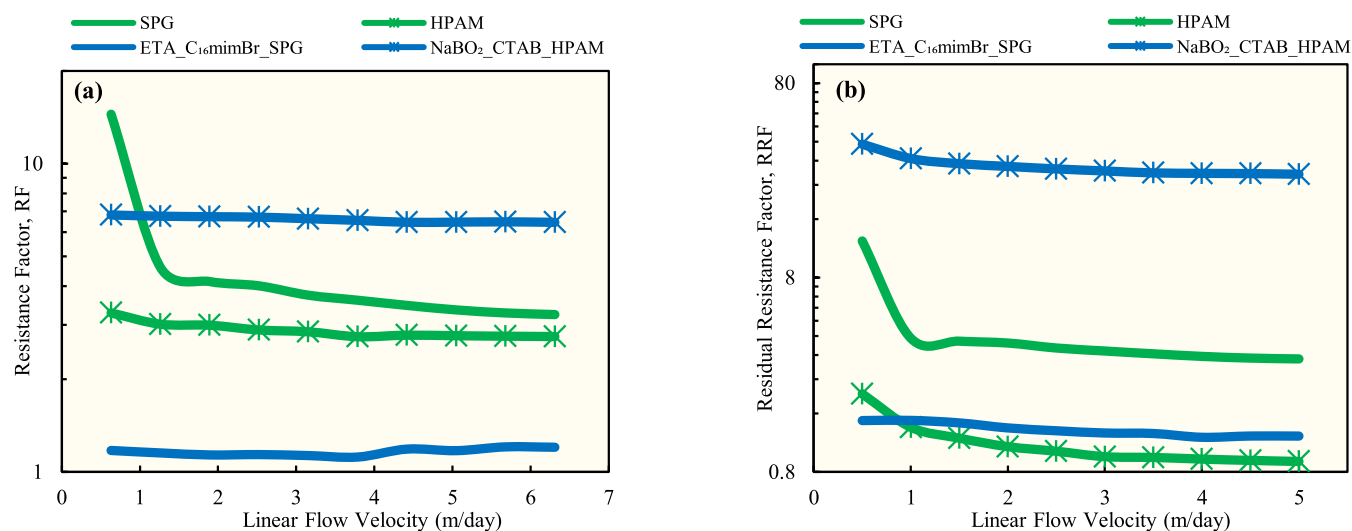 SPG
HPAM
ETA_C₁₆mimBr_SPG
NaBO₂_CTAB_HPAM
(a)
10
1
0 1 2 3 4 5 6 7
Resistance Factor, RF
Linear Flow Velocity (m/day)
SPG
HPAM
ETA_C₁₆mimBr_SPG
NaBO₂_CTAB_HPAM
(b)
80
8
0.8
0 1 2 3 4 5
Residual Resistance Factor, RRF
Linear Flow Velocity (m/day)